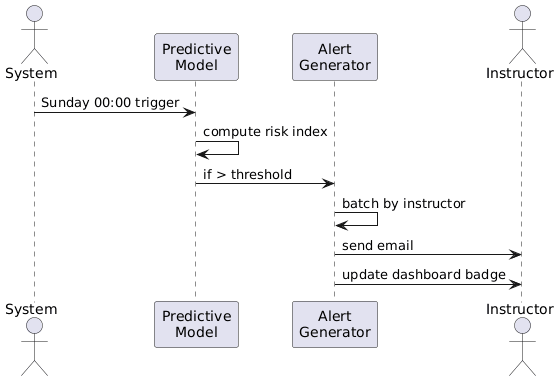 System
Predictive
Model
Alert
Generator
Instructor
Sunday 00:00 trigger
compute risk index
if > threshold
batch by instructor
send email
update dashboard badge
System
Predictive
Model
Alert
Generator
Instructor